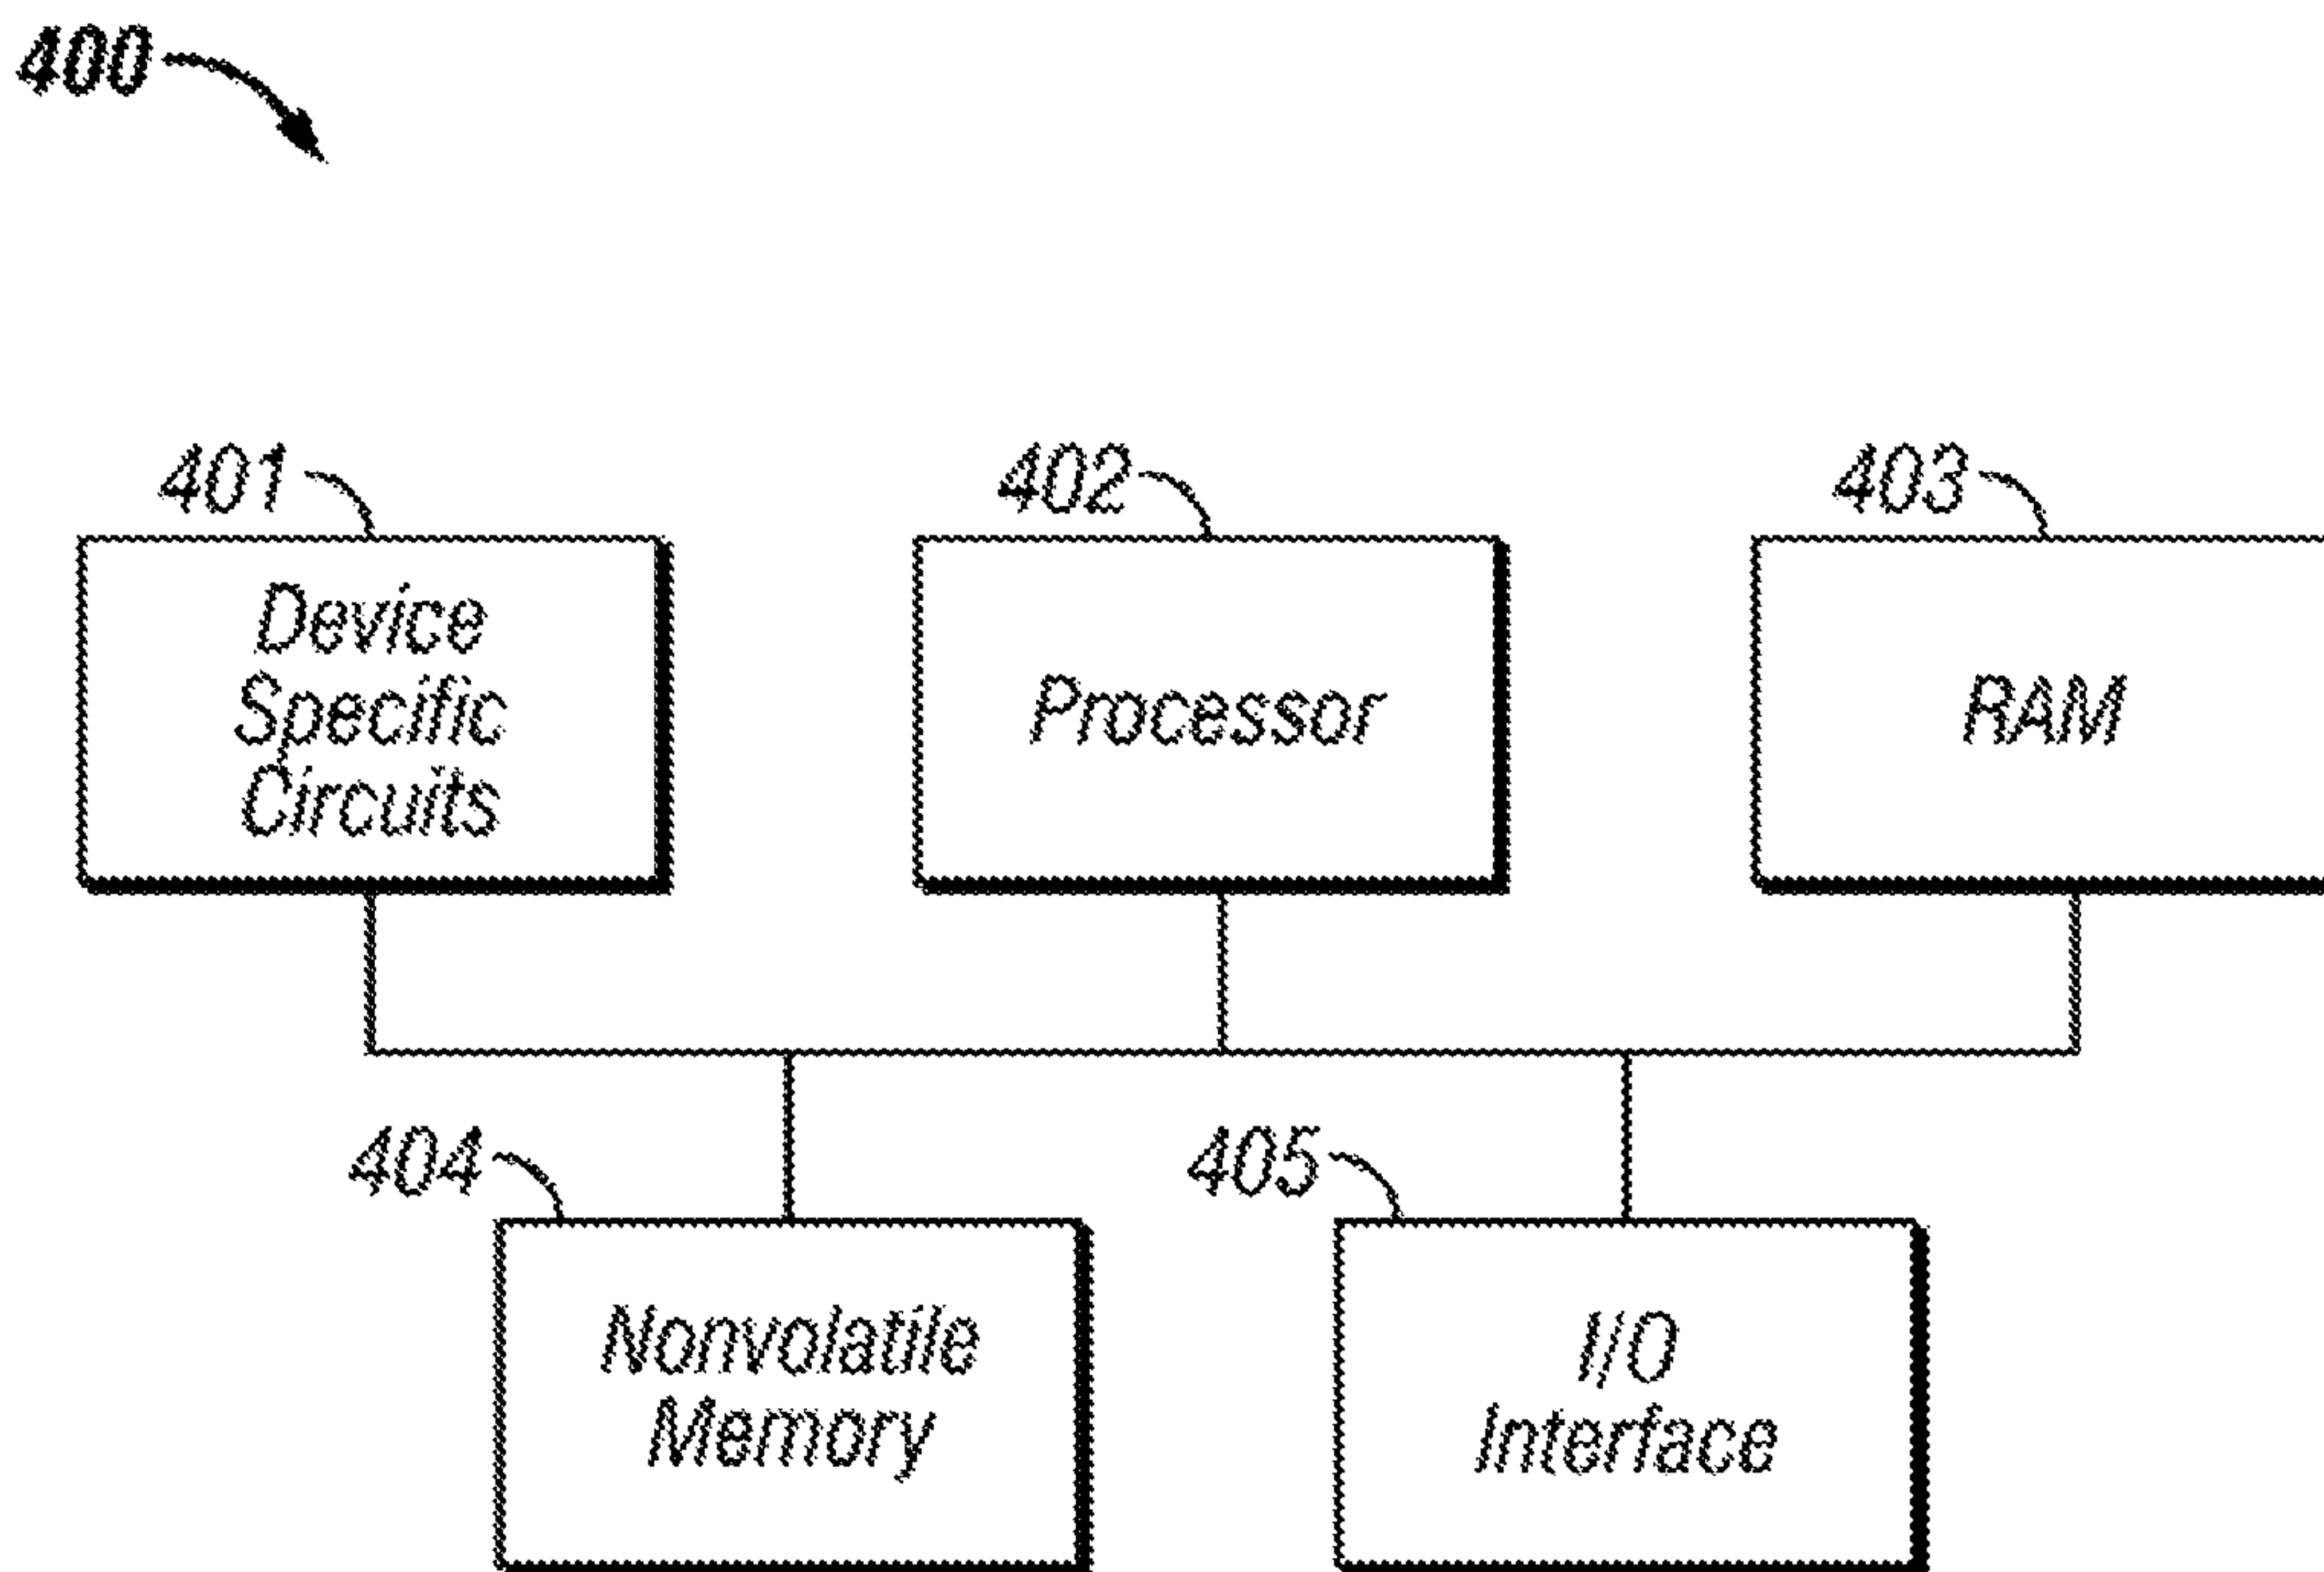 400
401
402
403
Device
Specific
Circuits
Processor
RAM
404
405
Nonvolatile
Memory
I/O
Interface